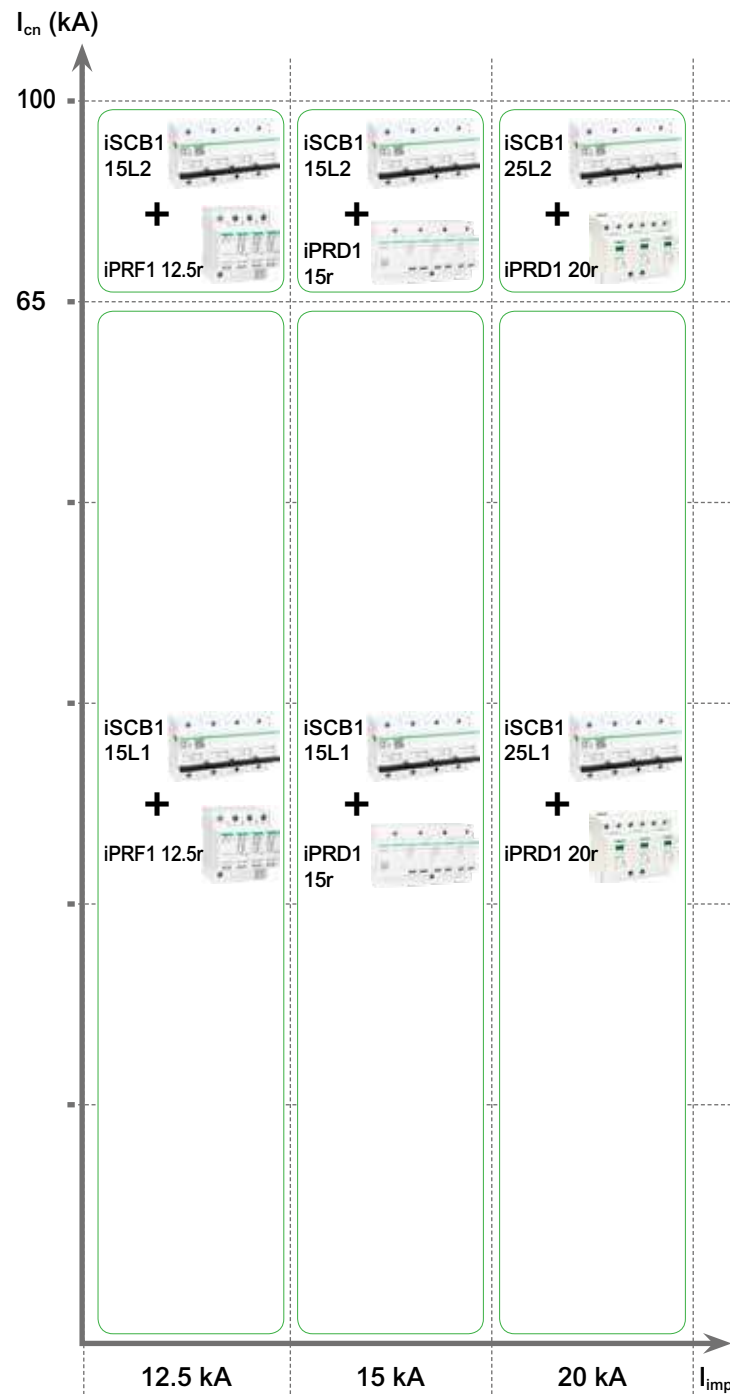 Icn (kA)
100
iSCB1
15L2
+
iPRF1 12.5r
iSCB1
15L2
+
iPRD1
15r
iSCB1
25L2
+
iPRD1 20r
65
iSCB1
15L1
+
iPRF1 12.5r
iSCB1
15L1
+
iPRD1
15r
iSCB1
25L1
+
iPRD1 20r
12.5 kA
15 kA
20 kA
Iimp